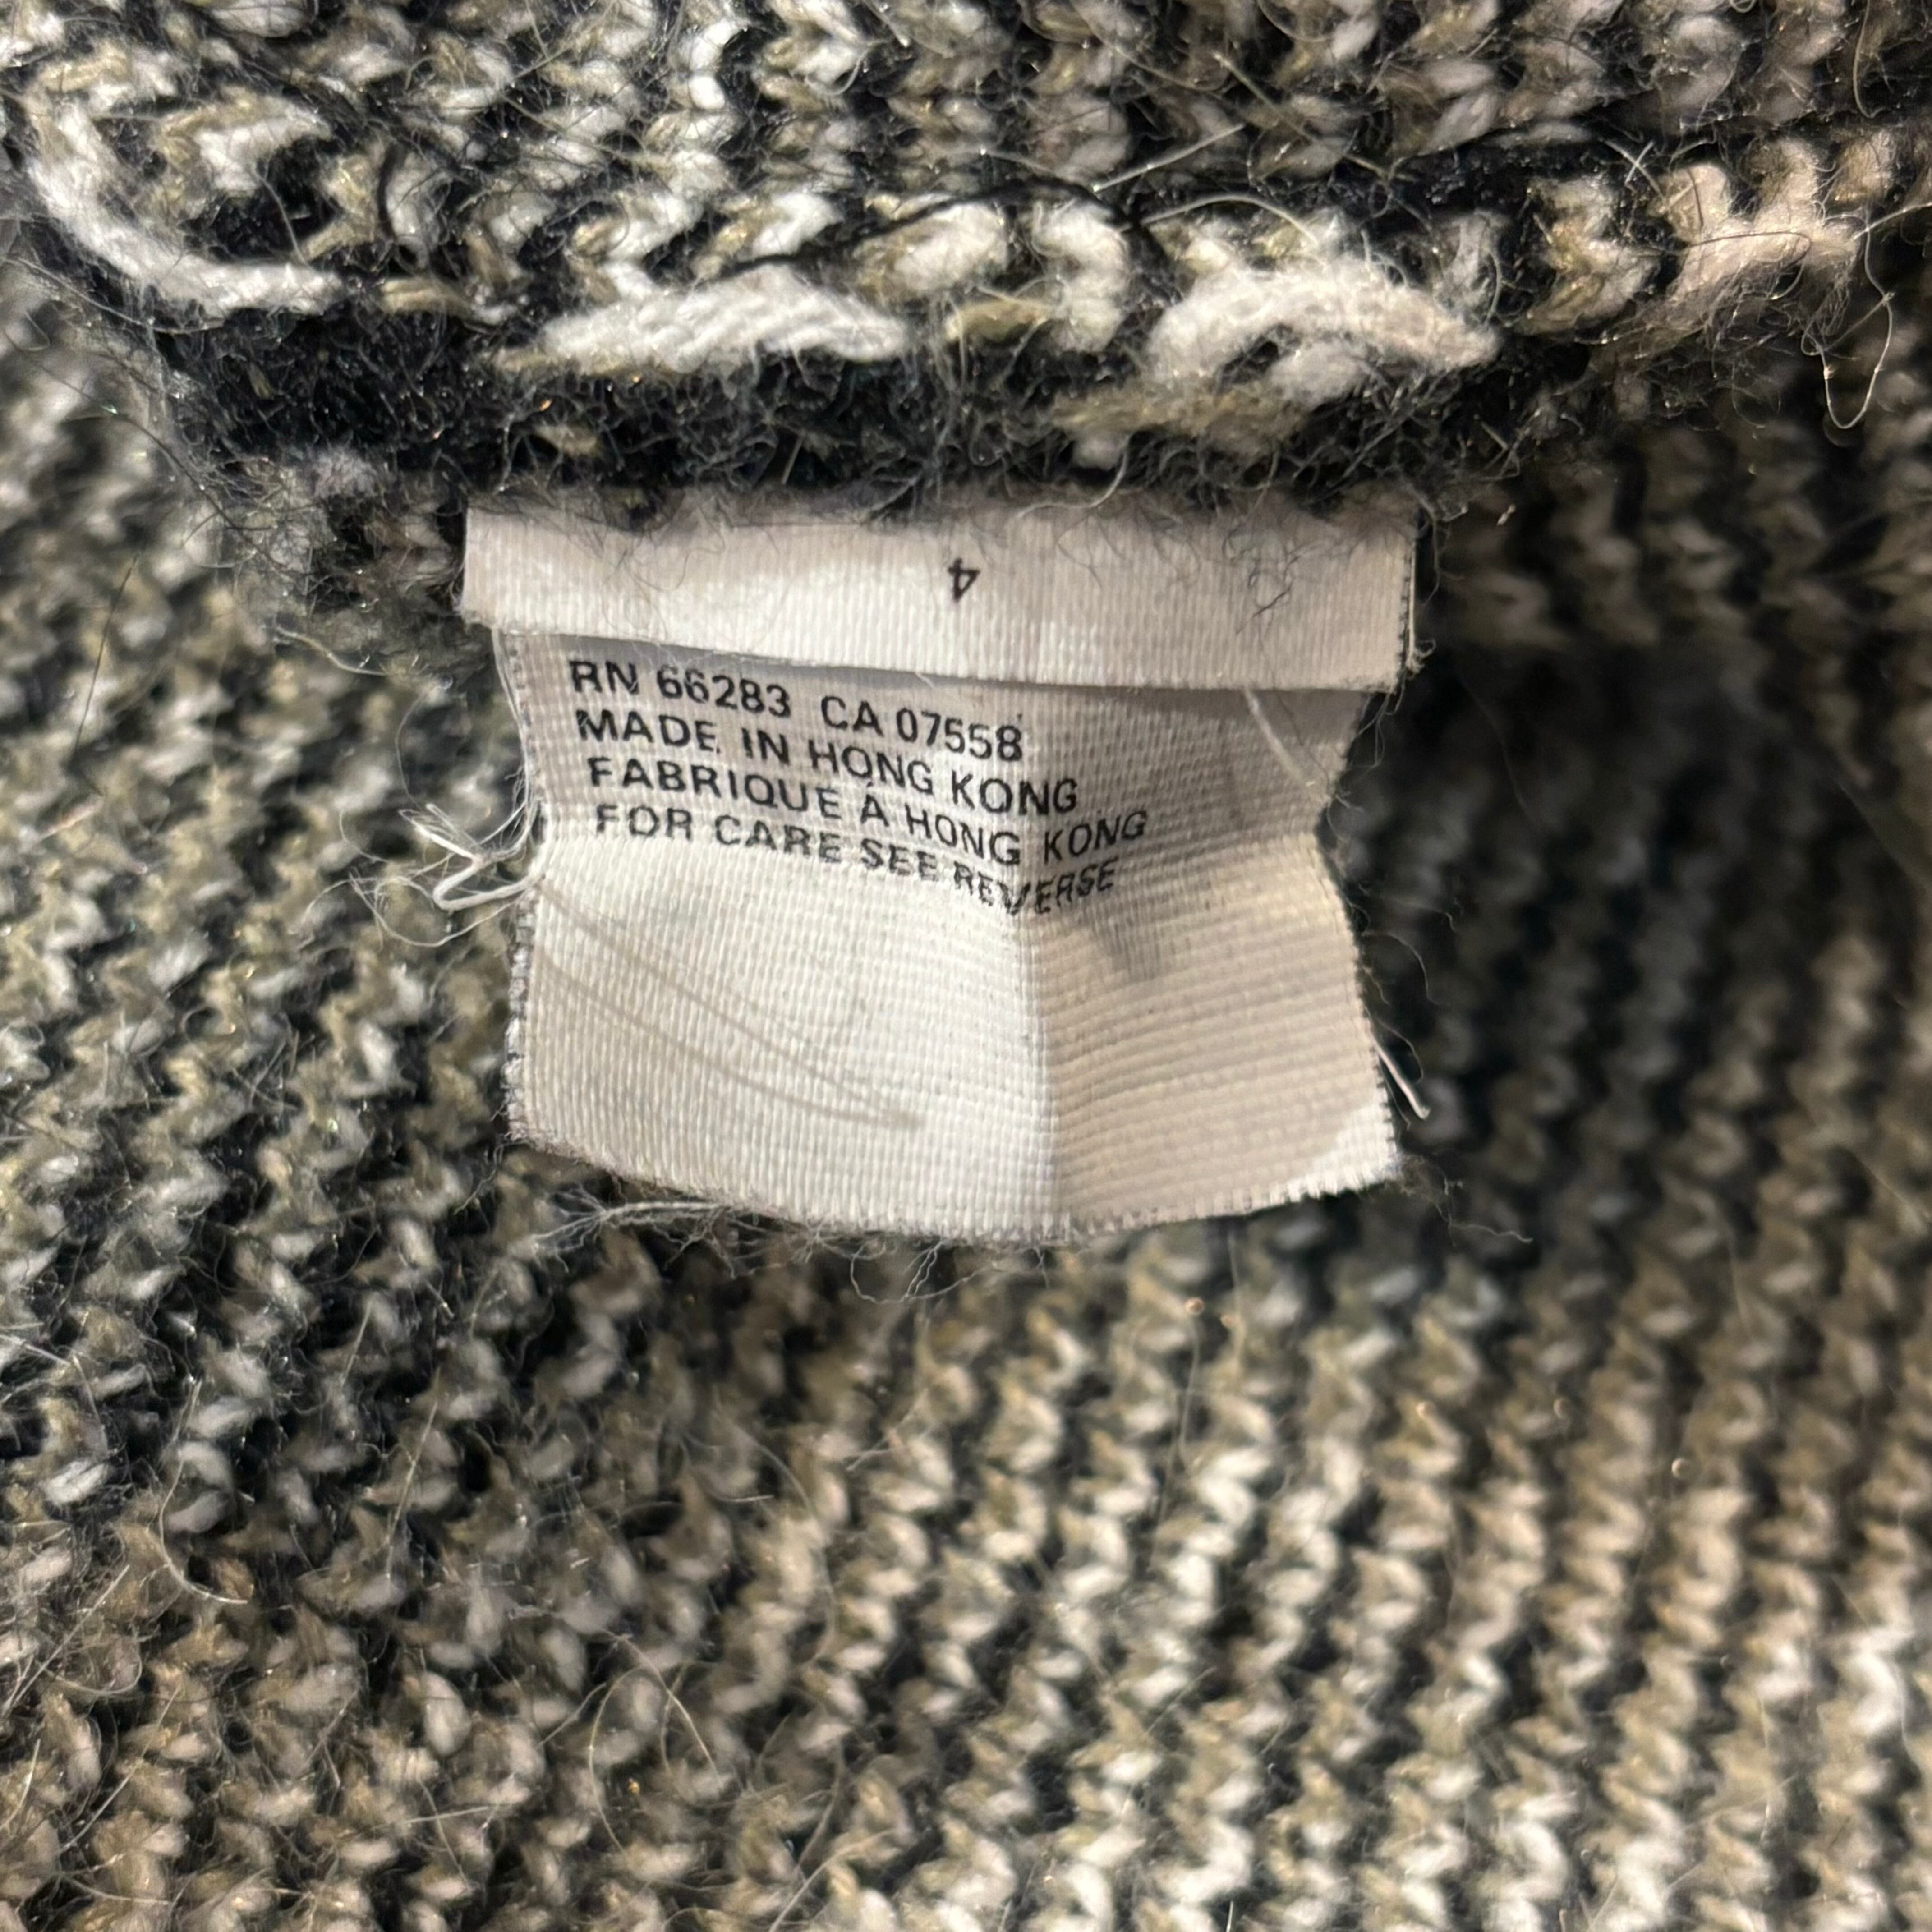 4
RN 66283 CA 07558
MADE IN HONG KONG
FABRIQUE À HONG KONG
FOR CARE SEE REVERSE